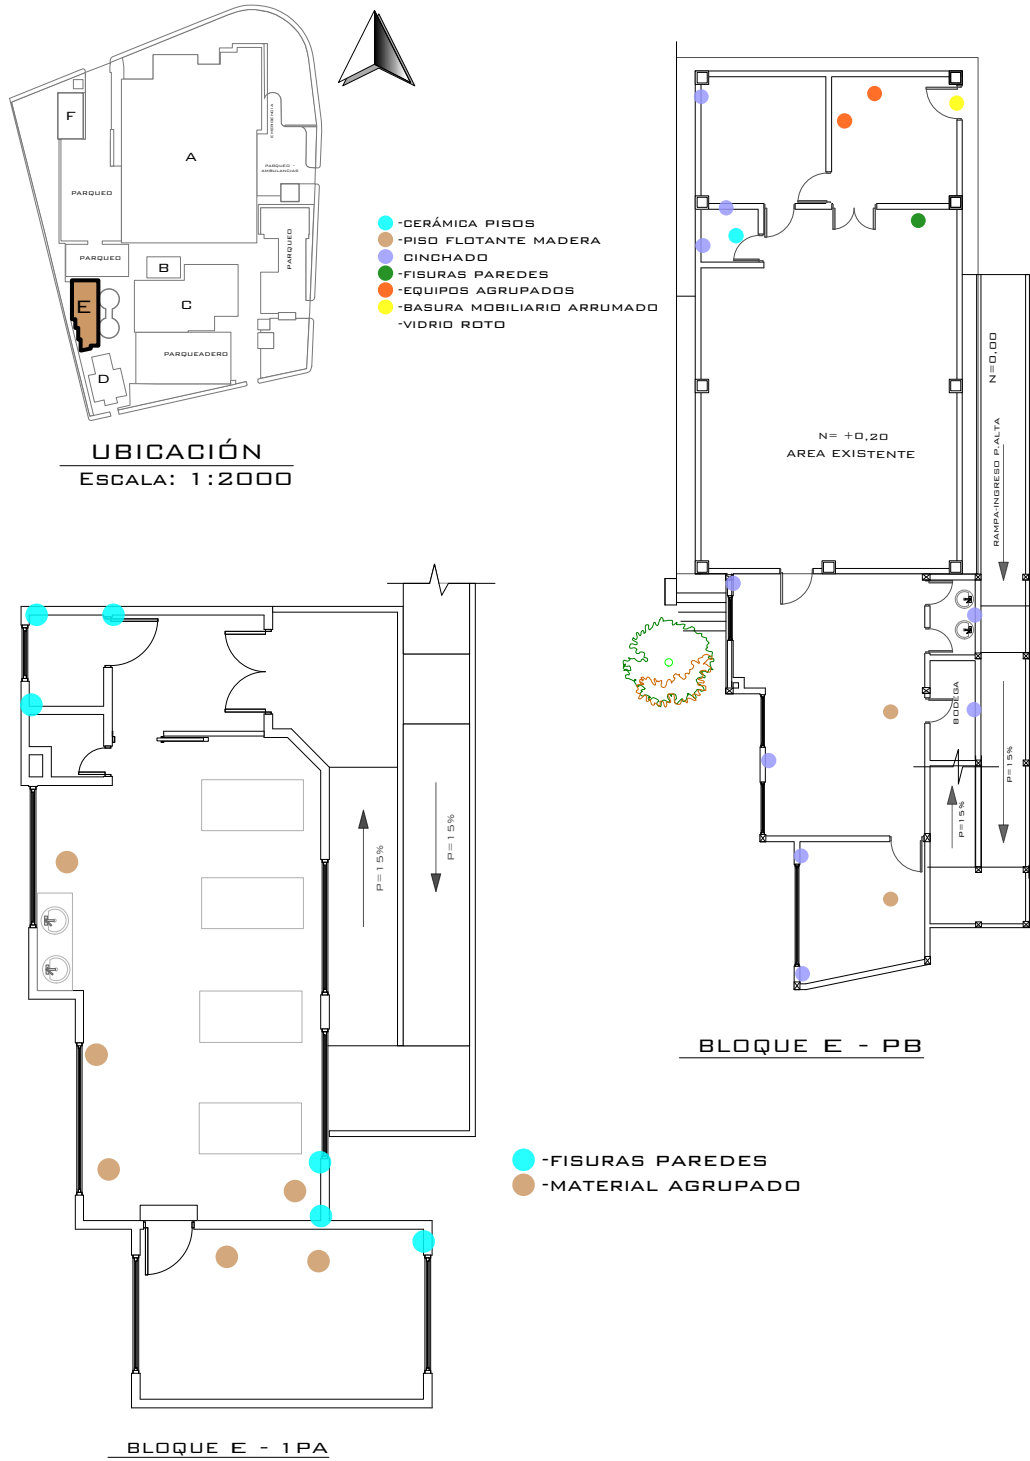 F
A
EMERGENCIA
PARQUEO - AMBULANCIAS
PARQUEO
PARQUEO
PARQUEO
B
E
C
PARQUEADERO
D
UBICACIÓN
ESCALA: 1:2000
-CERÁMICA PISOS
-PISO FLOTANTE MADERA
CINCHADO
-FISURAS PAREDES
-EQUIPOS AGRUPADOS
-BASURA MOBILIARIO ARRUMADO
-VIDRIO ROTO
N= +0,20
AREA EXISTENTE
N=0,00
RAMPA-INGRESO P.ALTA
BODEGA
P=15%
P=15%
BLOQUE E - PB
P=15%
P=15%
-FISURAS PAREDES
-MATERIAL AGRUPADO
BLOQUE E - 1PA